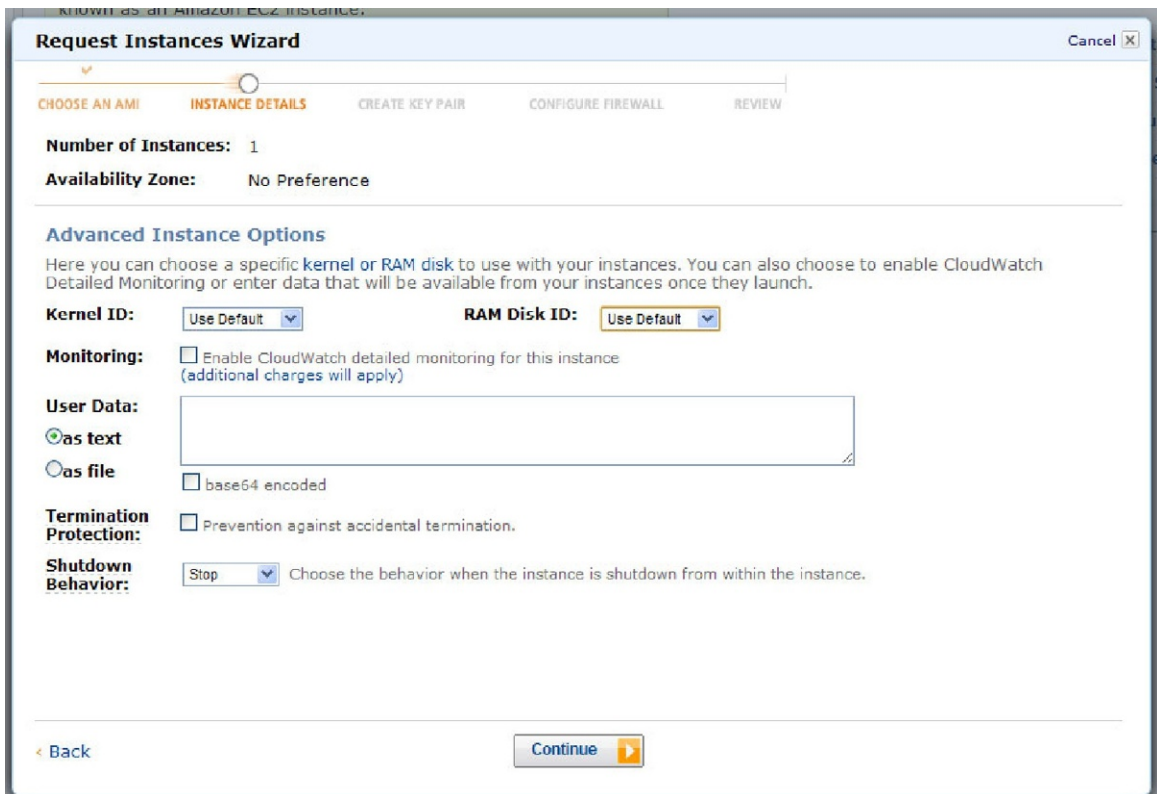 known as an Amazon EC2 instance.
Request Instances Wizard Cancel
CHOOSE AN AMI INSTANCE DETAILS CREATE KEY PAIR CONFIGURE FIREWALL REVIEW
Number of Instances: 1
Availability Zone: No Preference
Advanced Instance Options
Here you can choose a specific kernel or RAM disk to use with your instances. You can also choose to enable CloudWatch
Detailed Monitoring or enter data that will be available from your instances once they launch.
Kernel ID: Use Default RAM Disk ID: Use Default
Monitoring: Enable CloudWatch detailed monitoring for this instance
(additional charges will apply)
User Data:
as text
as file
base64 encoded
Termination
Protection: Prevention against accidental termination.
Shutdown
Behavior: Stop Choose the behavior when the instance is shutdown from within the instance.
< Back Continue